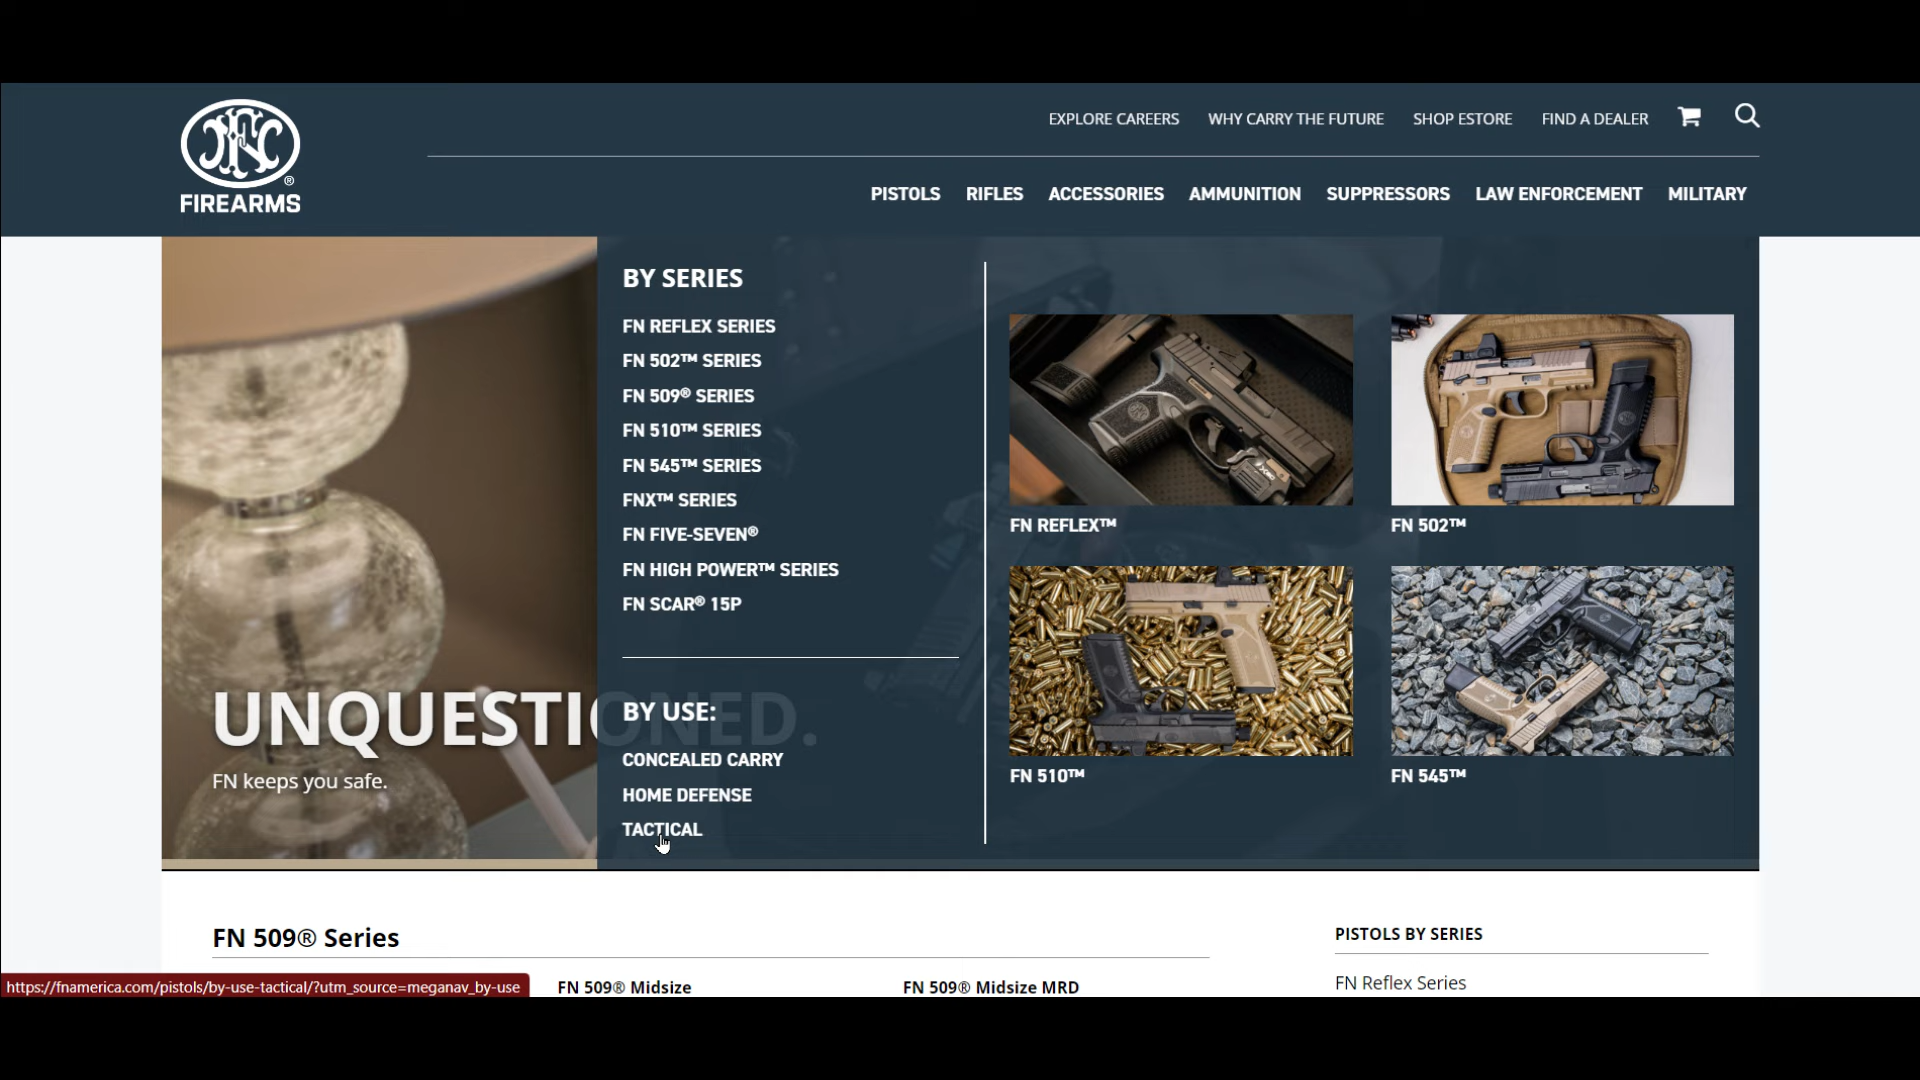 FIREARMS
EXPLORE CAREERS WHY CARRY THE FUTURE SHOP ESTORE FIND A DEALER
PISTOLS RIFLES ACCESSORIES AMMUNITION SUPPRESSORS LAW ENFORCEMENT MILITARY
BY SERIES
FN REFLEX SERIES
FN 502™ SERIES
FN 509® SERIES
FN 510™ SERIES
FN 545™ SERIES
FNX™ SERIES
FN FIVE-SEVEN®
FN HIGH POWER™ SERIES
FN SCAR® 15P
BY USE:
CONCEALED CARRY
HOME DEFENSE
TACTICAL
FN REFLEX™
FN 502™
FN 510™
FN 545™
UNQUESTIONED.
FN keeps you safe.
FN 509® Series
FN 509® Midsize
FN 509® Midsize MRD
PISTOLS BY SERIES
FN Reflex Series
https://fnamerica.com/pistols/by-use-tactical/?utm_source=meganav_by-use